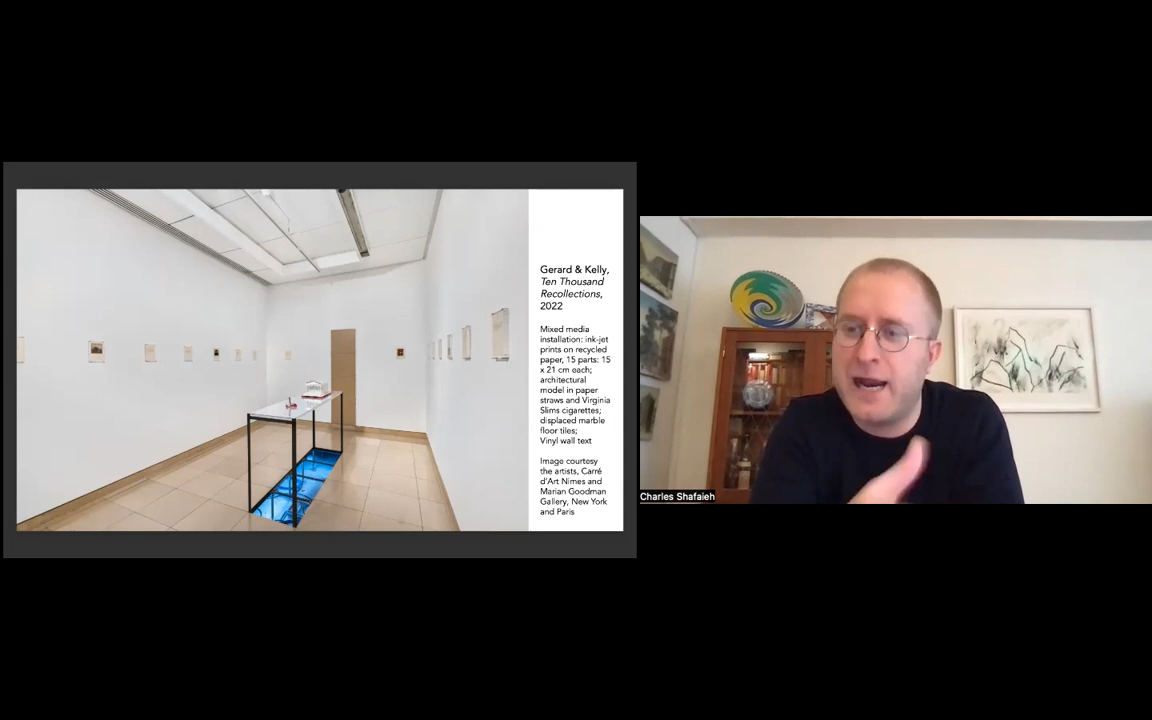 Gerard & Kelly,
Ten Thousand
Recollections,
2022
Mixed media
installation: ink-jet
prints on recycled
paper, 15 parts: 15
x 21 cm each;
architectural
model in paper
straws and Virginia
Slims cigarettes;
displaced marble
floor tiles;
Vinyl wall text
Image courtesy
the artists, Carré
d'Art Nimes and
Marian Goodman
Gallery, New York
and Paris
Charles Shafaieh